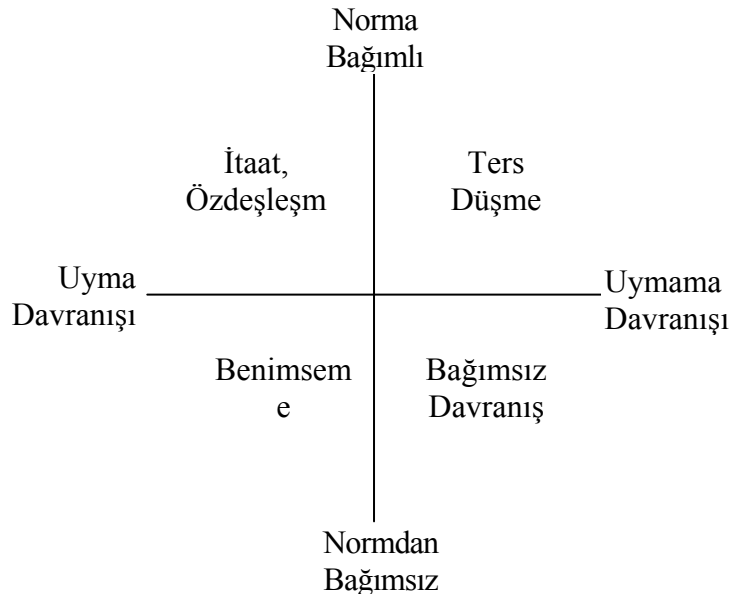 Norma
Bağımlı
İtaat,
Özdeşleşm
Ters
Düşme
Uyma
Davranışı
Uymama
Davranışı
Benimsem
e
Bağımsız
Davranış
Normdan
Bağımsız